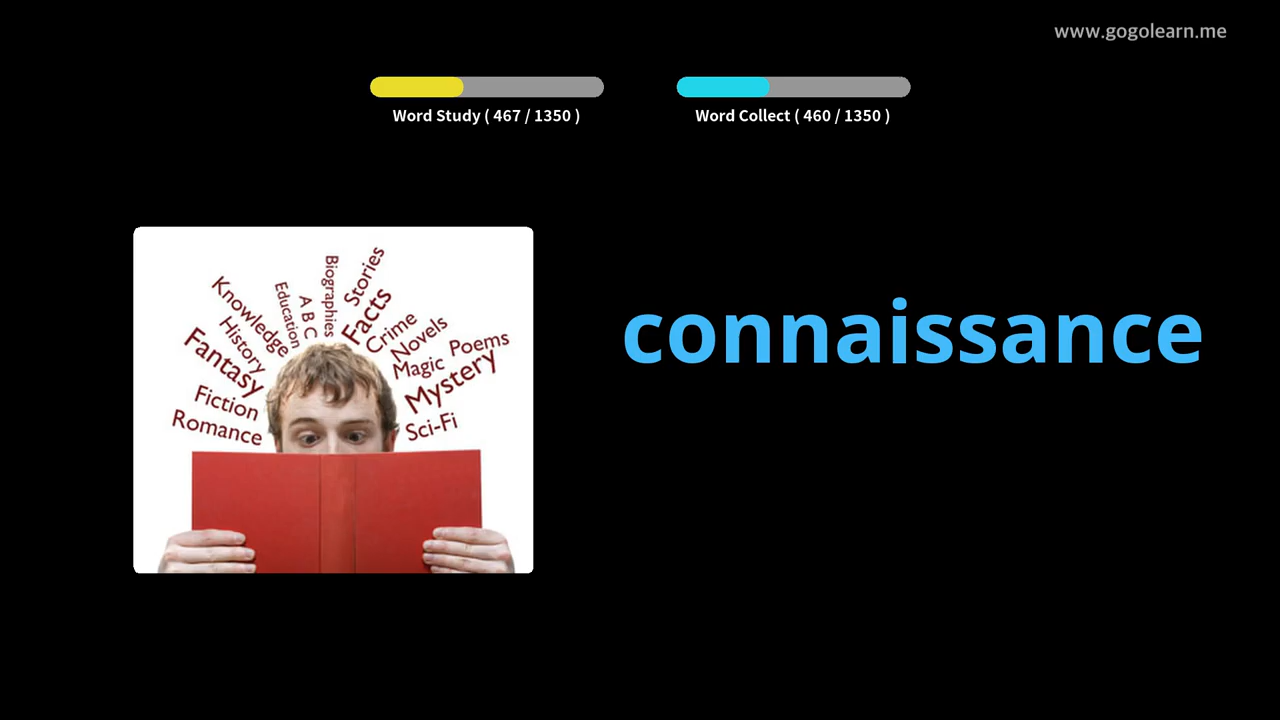 www.gogolearn.me
Word Study ( 467 / 1350 )
Word Collect ( 460 / 1350 )
connaissance
Biographies
Stories
Education
A B C
Facts
Knowledge
Crime
History
Novels
Poems
Fantasy
Magic
Mystery
Fiction
Romance
Sci-Fi